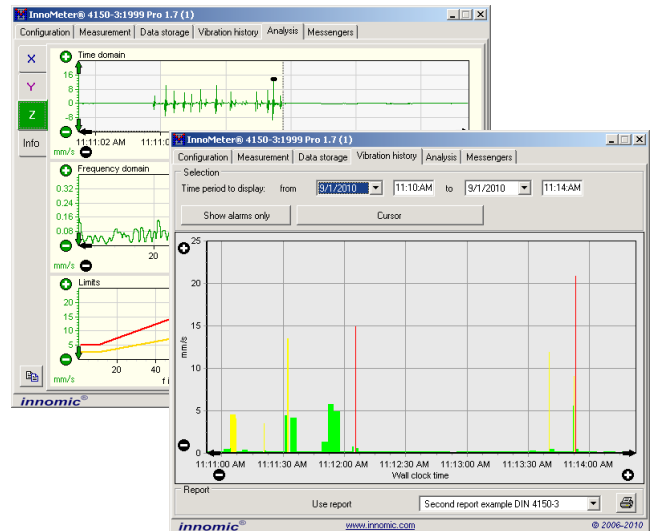 InnoMeter® 4150-3:1999 Pro 1.7 (1)
Configuration Measurement Data storage Vibration history Analysis Messengers
X
Y
Z
Info
Time domain
16
8
0
-8
mm/s
11:11:02 AM 11:11:0
Frequency domain
0.32
0.24
0.16
0.08
mm/s
20
Limits
20
15
10
5
mm/s
20 40
f i
innomic®
InnoMeter® 4150-3:1999 Pro 1.7 (1)
Configuration Measurement Data storage Vibration history Analysis Messengers
Selection
Time period to display: from 9/1/2010 11:10:AM to 9/1/2010 11:14:AM
Show alarms only Cursor
25
20
15
10
5
0
mm/s
11:11:00 AM 11:11:30 AM 11:12:00 AM 11:12:30 AM 11:13:00 AM 11:13:30 AM 11:14:00 AM
Wall clock time
Report
Use report Second report example DIN 4150-3
innomic® www.innomic.com © 2006-2010